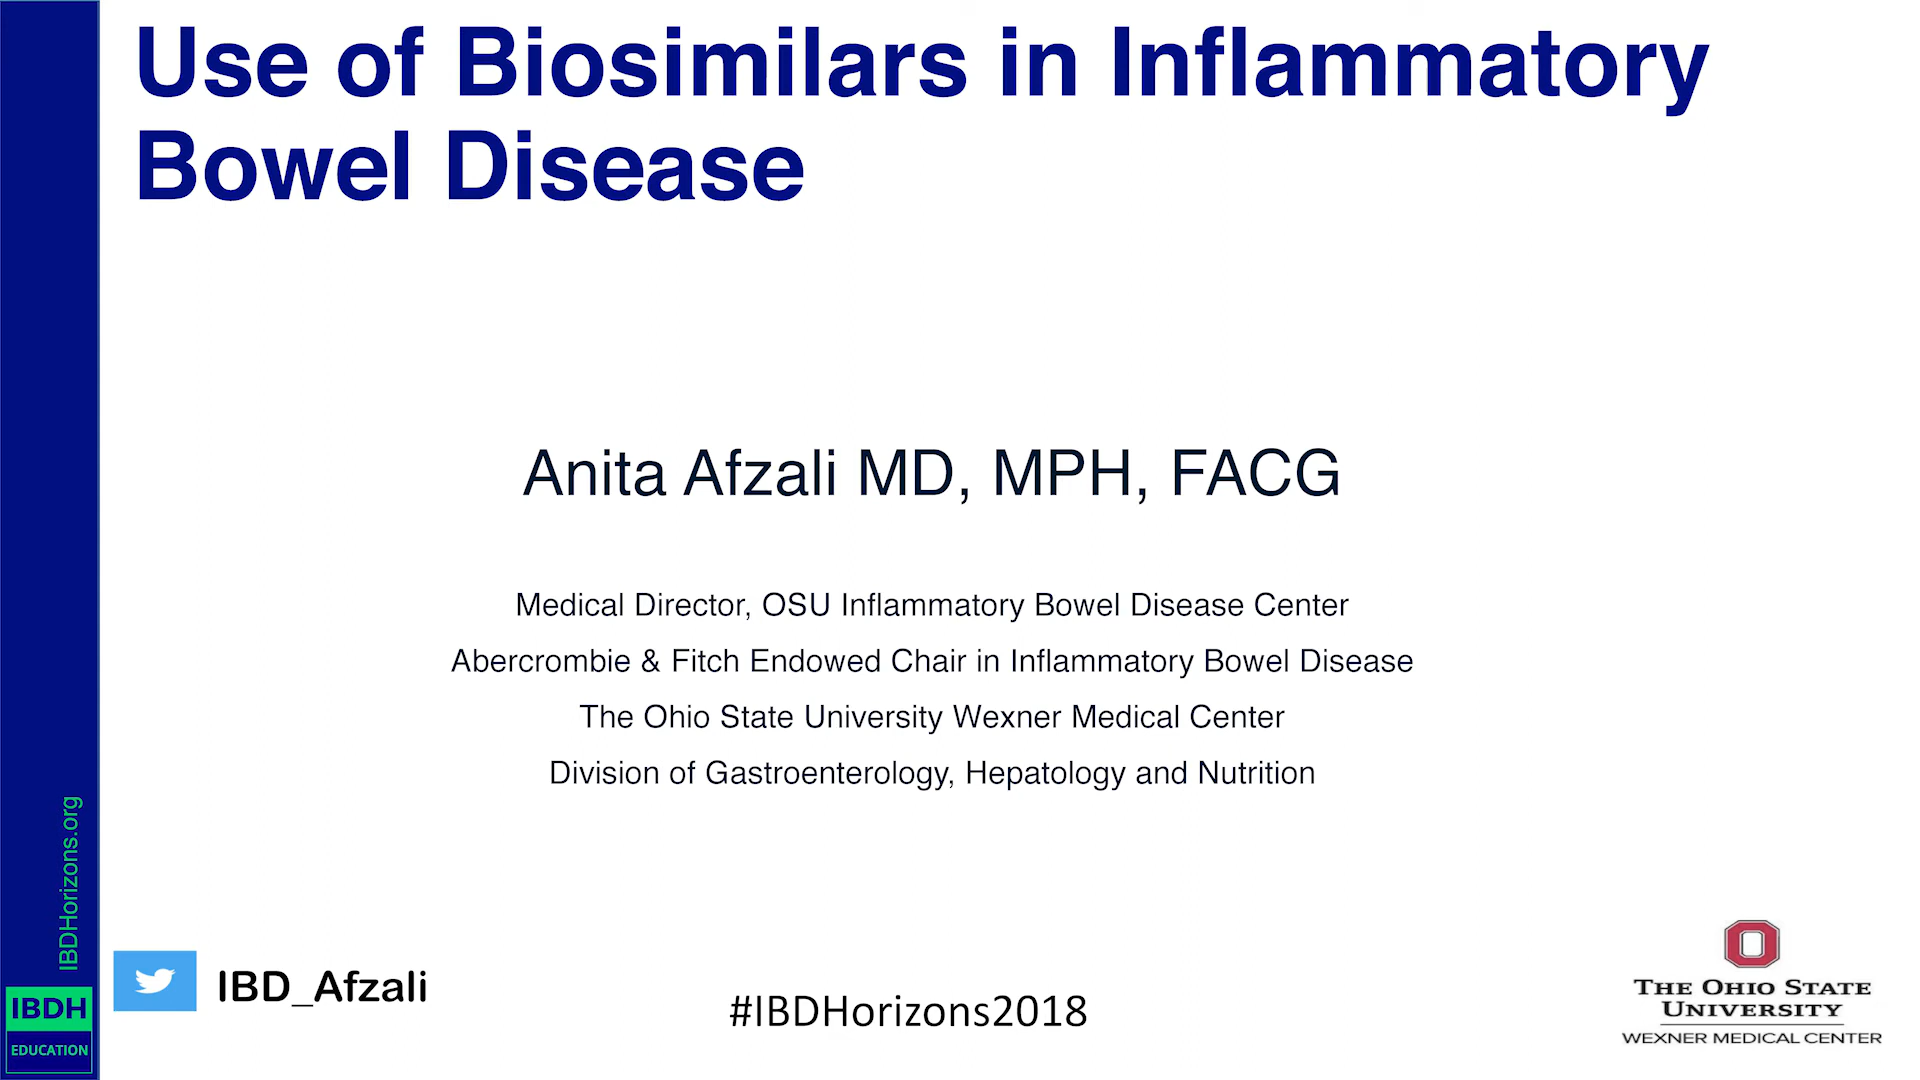 Use of Biosimilars in Inflammatory
Bowel Disease
Anita Afzali MD, MPH, FACG
Medical Director, OSU Inflammatory Bowel Disease Center
Abercrombie & Fitch Endowed Chair in Inflammatory Bowel Disease
The Ohio State University Wexner Medical Center
Division of Gastroenterology, Hepatology and Nutrition
IBDHorizons.org
IBDH
EDUCATION
IBD_Afzali
#IBDHorizons2018
O
THE OHIO STATE
UNIVERSITY
WEXNER MEDICAL CENTER